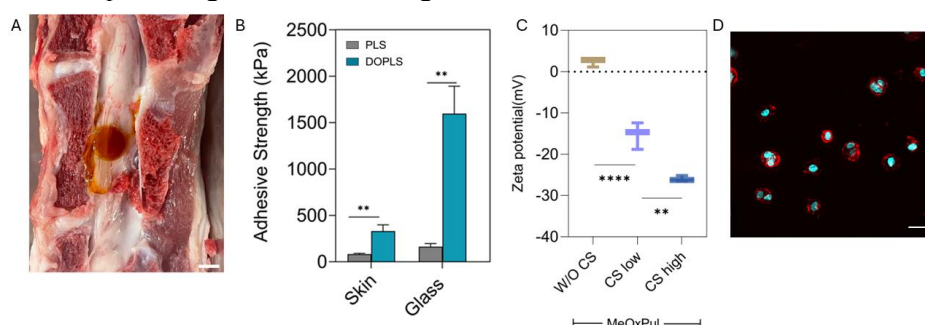 A
B
Adhesive Strength (kPa)
2500
2000
1500
1000
500
0
PLS
DOPLS
**
**
Skin
Glass
C
Zeta potential(mV)
10
0
-10
-20
-30
-40
****
**
W/O CS
CS low
CS high
MeOxPul
D